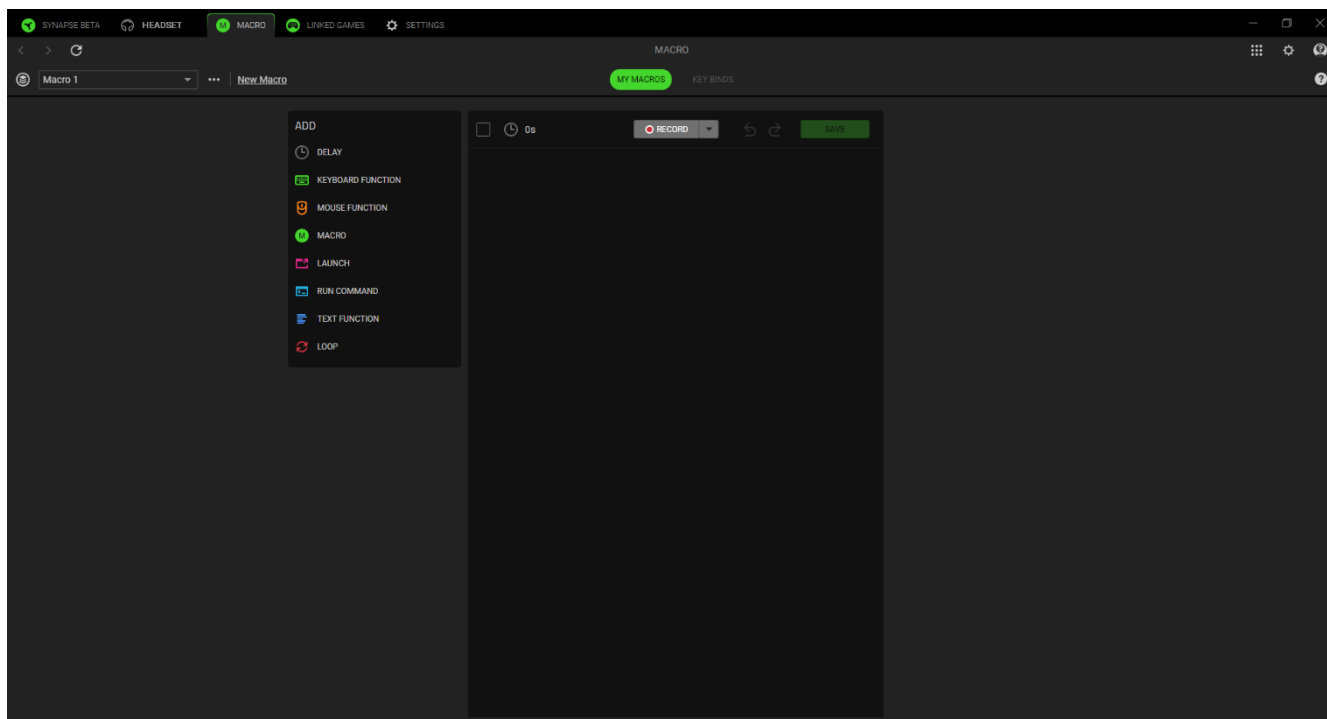 SYNAPSE BETA HEADSET M MACRO LINKED GAMES SETTINGS
MACRO
Macro 1 ••• New Macro MY MACROS KEY BINDS ?
ADD 0s RECORD SAVE
DELAY
KEYBOARD FUNCTION
MOUSE FUNCTION
M MACRO
LAUNCH
RUN COMMAND
TEXT FUNCTION
LOOP